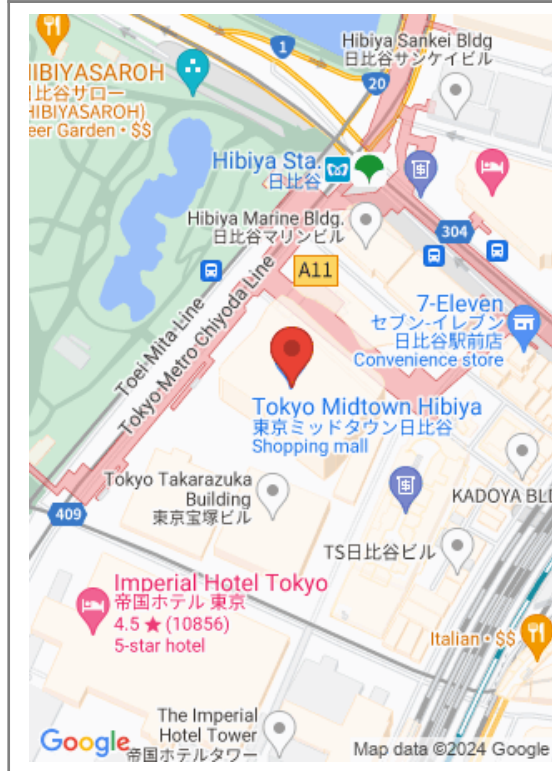 1
Hibiya Sankei Bldg
日比谷サンケイビル
20
HIBIYASAROH
日比谷サロー
(HIBIYASAROH)
eer Garden • $$
Hibiya Sta.
日比谷
Hibiya Marine Bldg.
日比谷マリンビル
304
A11
Toei Mita Line
Tokyo Metro Chiyoda Line
7-Eleven
セブン-イレブン
日比谷駅前店
Convenience store
Tokyo Midtown Hibiya
東京ミッドタウン日比谷
Shopping mall
Tokyo Takarazuka
Building
東京宝塚ビル
KADOYA BL
409
TS日比谷ビル
Imperial Hotel Tokyo
帝国ホテル 東京
4.5 ★ (10856)
5-star hotel
Italian • $$
The Imperial
Hotel Tower
帝国ホテルタワー
Google
Map data ©2024 Google